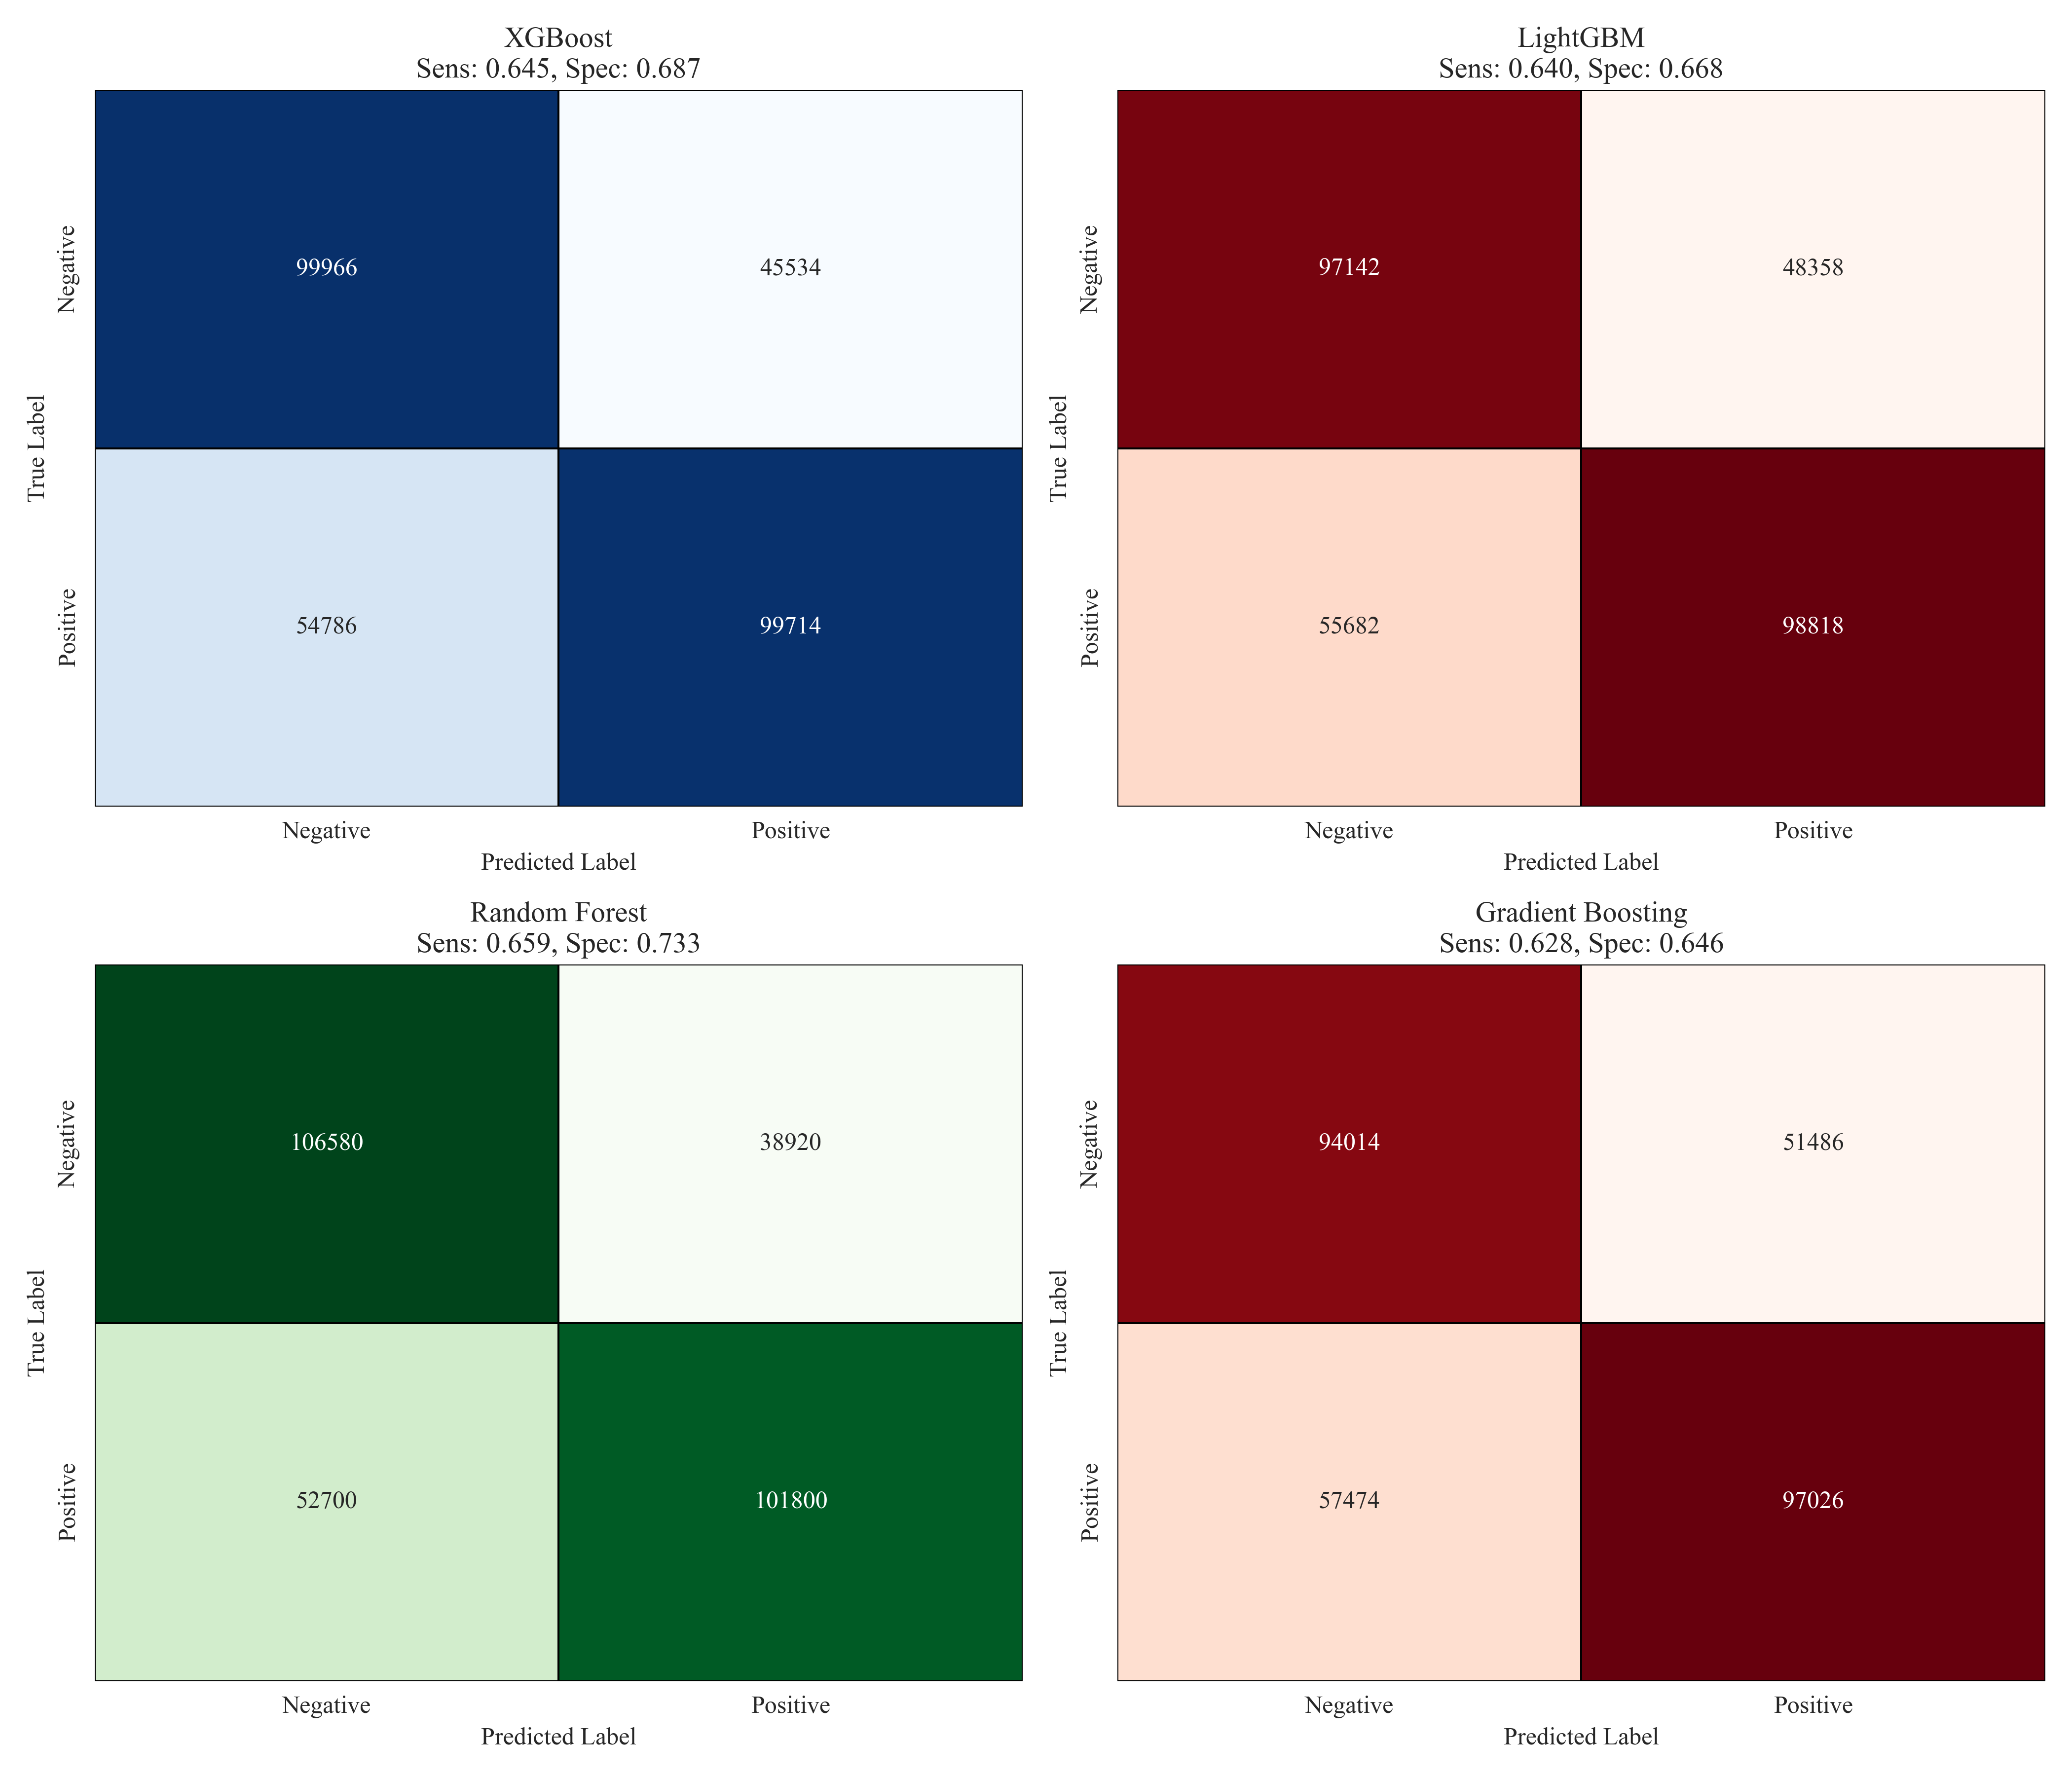 XGBoost
Sens: 0.645, Spec: 0.687
True Label
Negative
99966
45534
Positive
54786
99714
Negative
Positive
Predicted Label
LightGBM
Sens: 0.640, Spec: 0.668
True Label
Negative
97142
48358
Positive
55682
98818
Negative
Positive
Predicted Label
Random Forest
Sens: 0.659, Spec: 0.733
True Label
Negative
106580
38920
Positive
52700
101800
Negative
Positive
Predicted Label
Gradient Boosting
Sens: 0.628, Spec: 0.646
True Label
Negative
94014
51486
Positive
57474
97026
Negative
Positive
Predicted Label